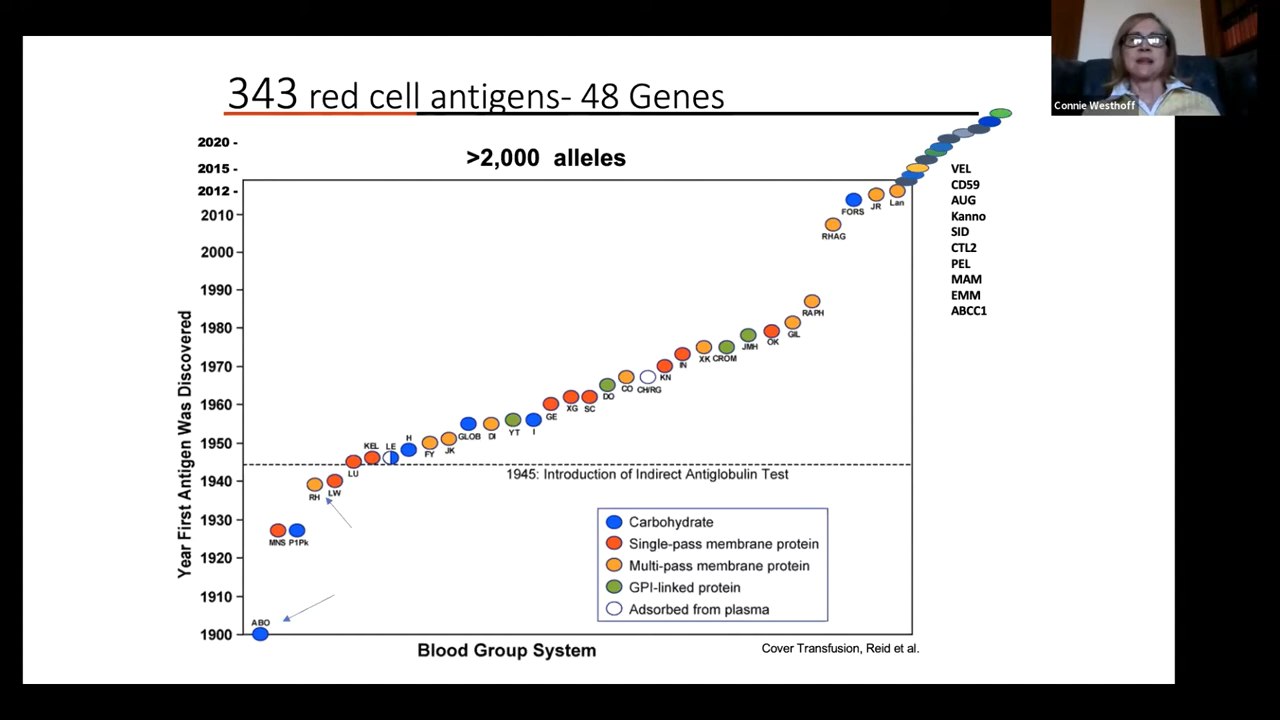 343 red cell antigens- 48 Genes
Connie Westhoff
>2,000 alleles
2020 -
2015 -
2012 -
2010
2000
1990
1980
1970
1960
1950
1940
1930
1920
1910
1900
Year First Antigen Was Discovered
VEL
CD59
AUG
Kanno
SID
CTL2
PEL
MAM
EMM
ABCC1
FORS
JR
Lan
RHAG
RAPH
GIL
OK
JMH
XK
CROM
IN
KN
CH/RG
CO
DO
SC
XG
GE
I
YT
DI
GLOB
JK
FY
H
LE
KEL
LU
LW
RH
MNS
P1Pk
ABO
1945: Introduction of Indirect Antiglobulin Test
Carbohydrate
Single-pass membrane protein
Multi-pass membrane protein
GPI-linked protein
Adsorbed from plasma
Blood Group System
Cover Transfusion, Reid et al.